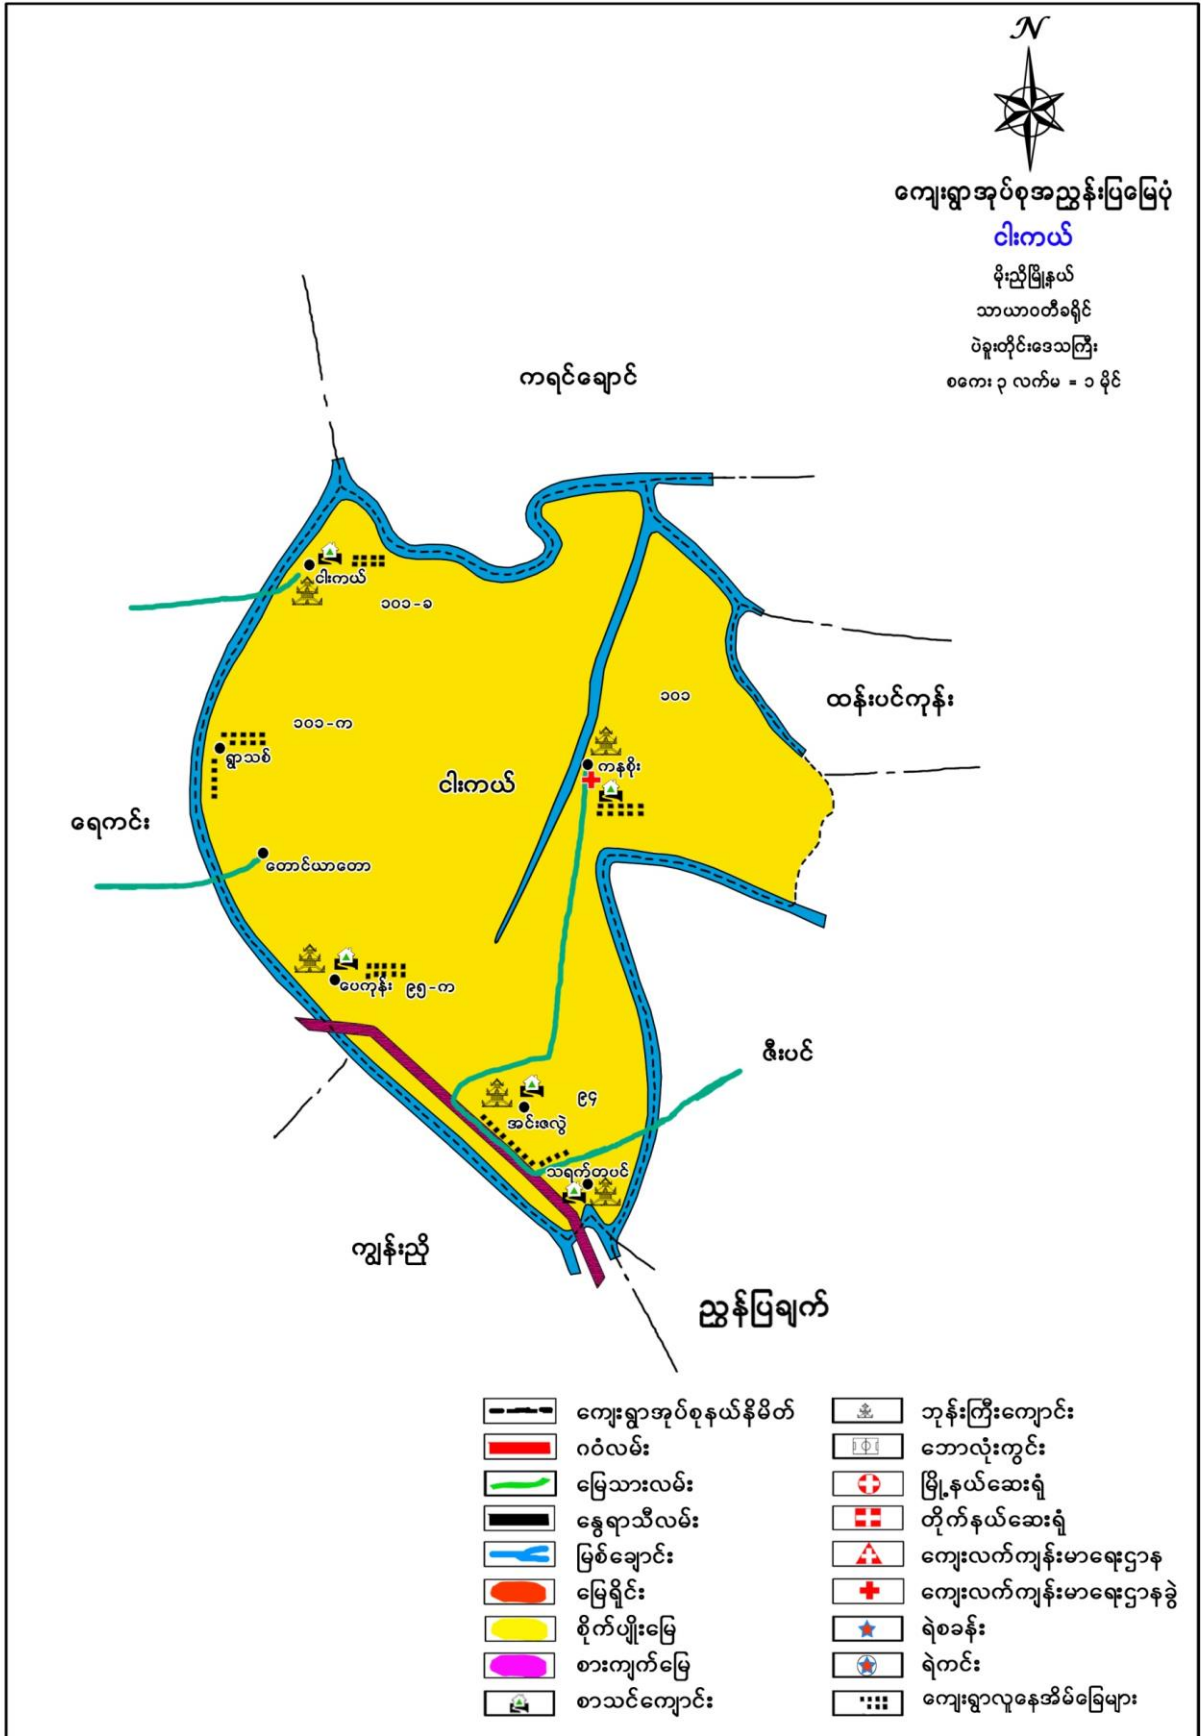 N
ကျေးရွာအုပ်စုအညွှန်းပြမြေပုံ
ငါးကယ်
မိုးညိုမြို့နယ်
သာယာဝတီခရိုင်
ပဲခူးတိုင်းဒေသကြီး
စကေး ၃ လက်မ = ၁ မိုင်
ကရင်ချောင်
ငါးကယ်
၁၀၁-ခ
၁၀၁
ထန်းပင်ကုန်း
၁၀၁-က
ရွာသစ်
ကနစိုး
ငါးကယ်
ရေကင်း
တောင်ယာတော
ပေကုန်း ၉၅-က
ဇီးပင်
၉၄
အင်းဇလွဲ
သရက်တပင်
ကျွန်းညို
ညွှန်ပြချက်
ကျေးရွာအုပ်စုနယ်နိမိတ်
ဂဝံလမ်း
မြေသားလမ်း
နွေရာသီလမ်း
မြစ်ချောင်း
မြေရိုင်း
စိုက်ပျိုးမြေ
စားကျက်မြေ
စာသင်ကျောင်း
ဘုန်းကြီးကျောင်း
ဘောလုံးကွင်း
မြို့နယ်ဆေးရုံ
တိုက်နယ်ဆေးရုံ
ကျေးလက်ကျန်းမာရေးဌာန
ကျေးလက်ကျန်းမာရေးဌာနခွဲ
ရဲစခန်း
ရဲကင်း
ကျေးရွာလူနေအိမ်ခြေများ